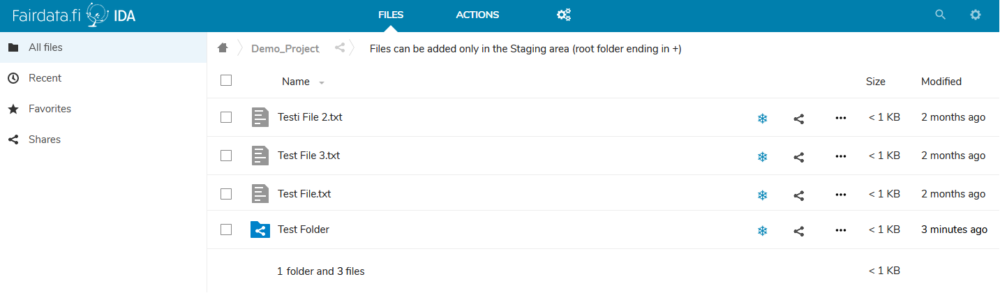 Fairdata.fi IDA FILES ACTIONS
All files
Recent
Favorites
Shares
Demo_Project Files can be added only in the Staging area (root folder ending in +)
Name Size Modified
Testi File 2.txt < 1 KB 2 months ago
Test File 3.txt < 1 KB 2 months ago
Test File.txt < 1 KB 2 months ago
Test Folder < 1 KB 3 minutes ago
1 folder and 3 files < 1 KB